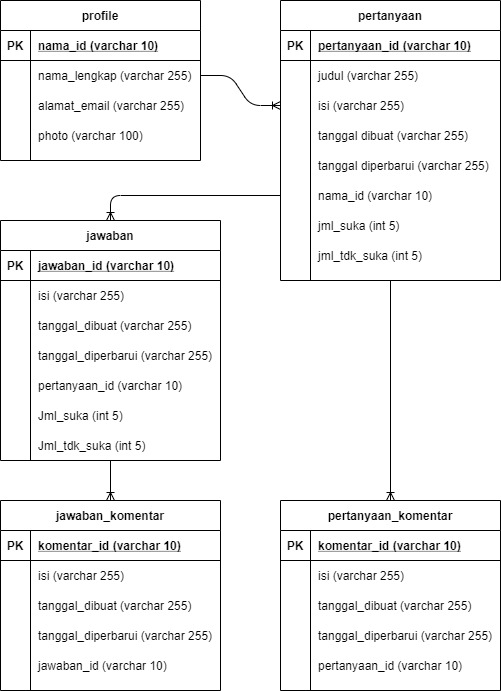 profile
PK nama_id (varchar 10)
nama_lengkap (varchar 255)
alamat_email (varchar 255)
photo (varchar 100)
pertanyaan
PK pertanyaan_id (varchar 10)
judul (varchar 255)
isi (varchar 255)
tanggal dibuat (varchar 255)
tanggal diperbarui (varchar 255)
nama_id (varchar 10)
jml_suka (int 5)
jml_tdk_suka (int 5)
jawaban
PK jawaban_id (varchar 10)
isi (varchar 255)
tanggal_dibuat (varchar 255)
tanggal_diperbarui (varchar 255)
pertanyaan_id (varchar 10)
Jml_suka (int 5)
Jml_tdk_suka (int 5)
jawaban_komentar
PK komentar_id (varchar 10)
isi (varchar 255)
tanggal_dibuat (varchar 255)
tanggal_diperbarui (varchar 255)
jawaban_id (varchar 10)
pertanyaan_komentar
PK komentar_id (varchar 10)
isi (varchar 255)
tanggal_dibuat (varchar 255)
tanggal_diperbarui (varchar 255)
pertanyaan_id (varchar 10)